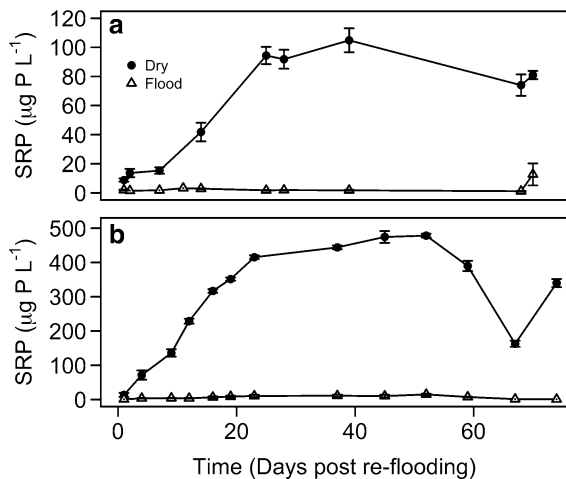 a
120
100
80
60
40
20
0
SRP (µg P L⁻¹)
Dry
Flood
b
500
400
300
200
100
0
SRP (µg P L⁻¹)
0 20 40 60
Time (Days post re-flooding)